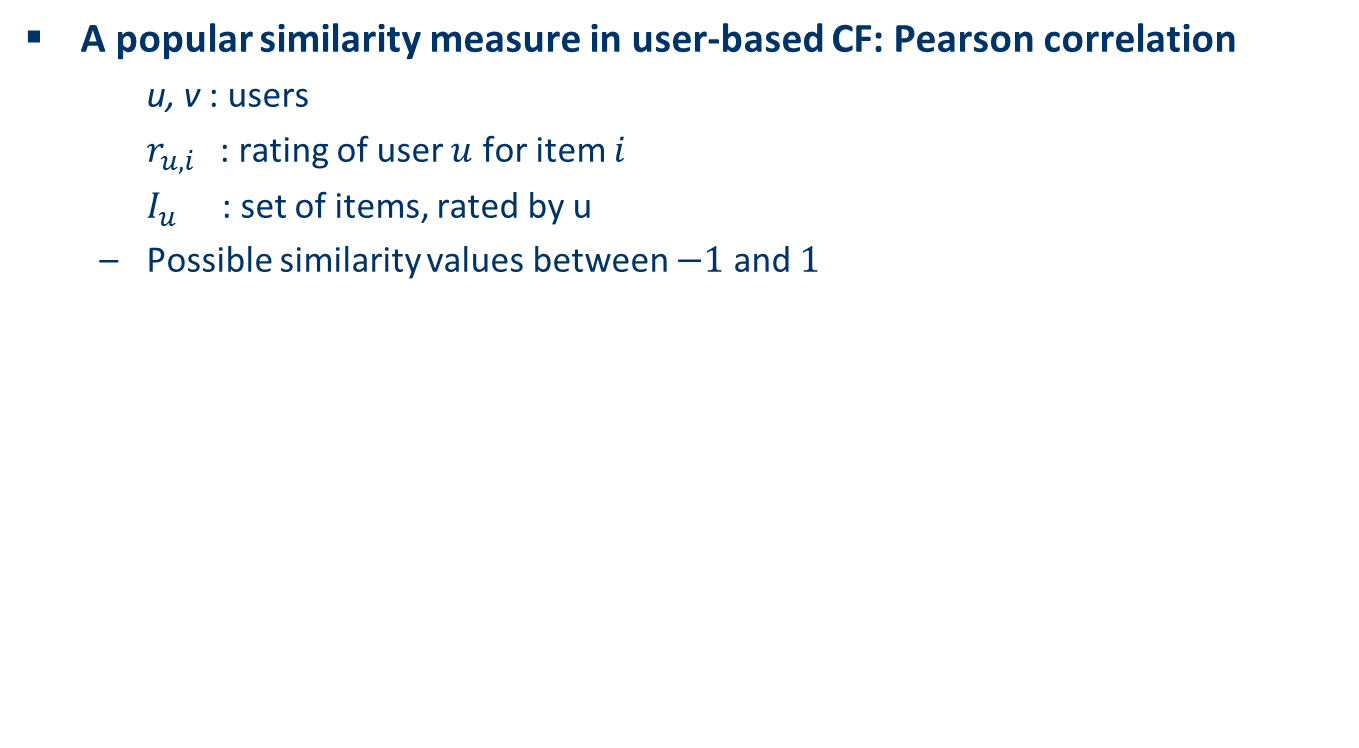 ▪ A popular similarity measure in user-based CF: Pearson correlation
u, v : users
r_{u,i} : rating of user u for item i
I_u : set of items, rated by u
– Possible similarity values between −1 and 1